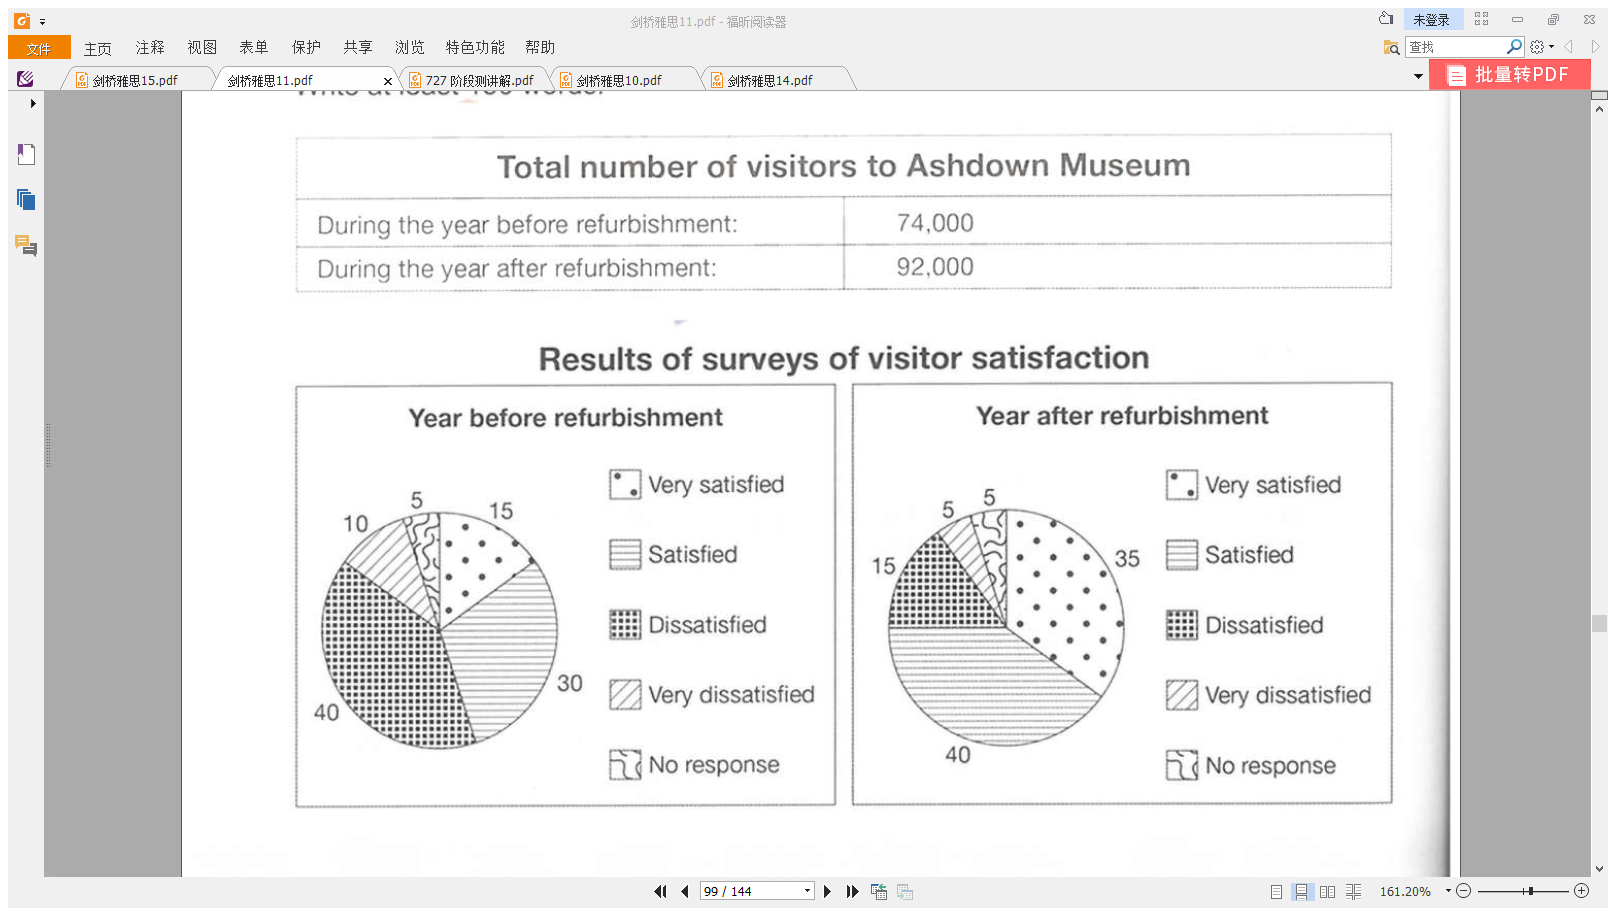 剑桥雅思11.pdf - 福昕阅读器
未登录
文件 主页 注释 视图 表单 保护 共享 浏览 特色功能 帮助
查找
剑桥雅思15.pdf 剑桥雅思11.pdf 727 阶段测讲解.pdf 剑桥雅思10.pdf 剑桥雅思14.pdf
批量转PDF
Total number of visitors to Ashdown Museum
During the year before refurbishment: 74,000
During the year after refurbishment: 92,000
Results of surveys of visitor satisfaction
Year before refurbishment
5
10
15
30
40
Very satisfied
Satisfied
Dissatisfied
Very dissatisfied
No response
Year after refurbishment
5
5
15
35
40
Very satisfied
Satisfied
Dissatisfied
Very dissatisfied
No response
99 / 144
161.20%